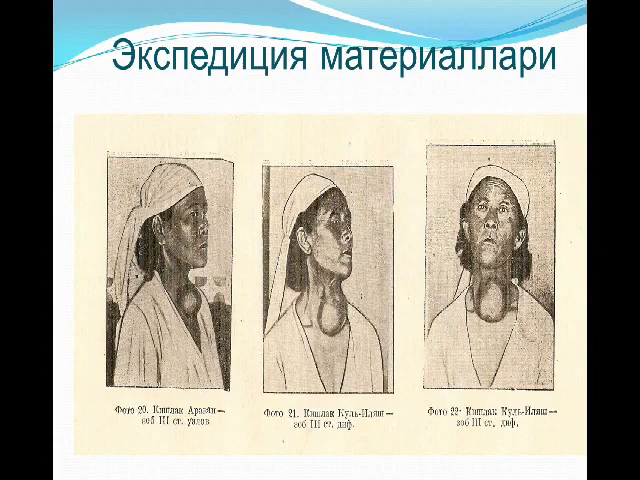 Экспедиция материаллари
Фото 20. Кишлак Араван—
зоб III ст. узлов.
Фото 21. Кишлак Куль-Иляш—
зоб III ст. диф.
Фото 22. Кишлак Куль-Иляш—
зоб III ст. диф.